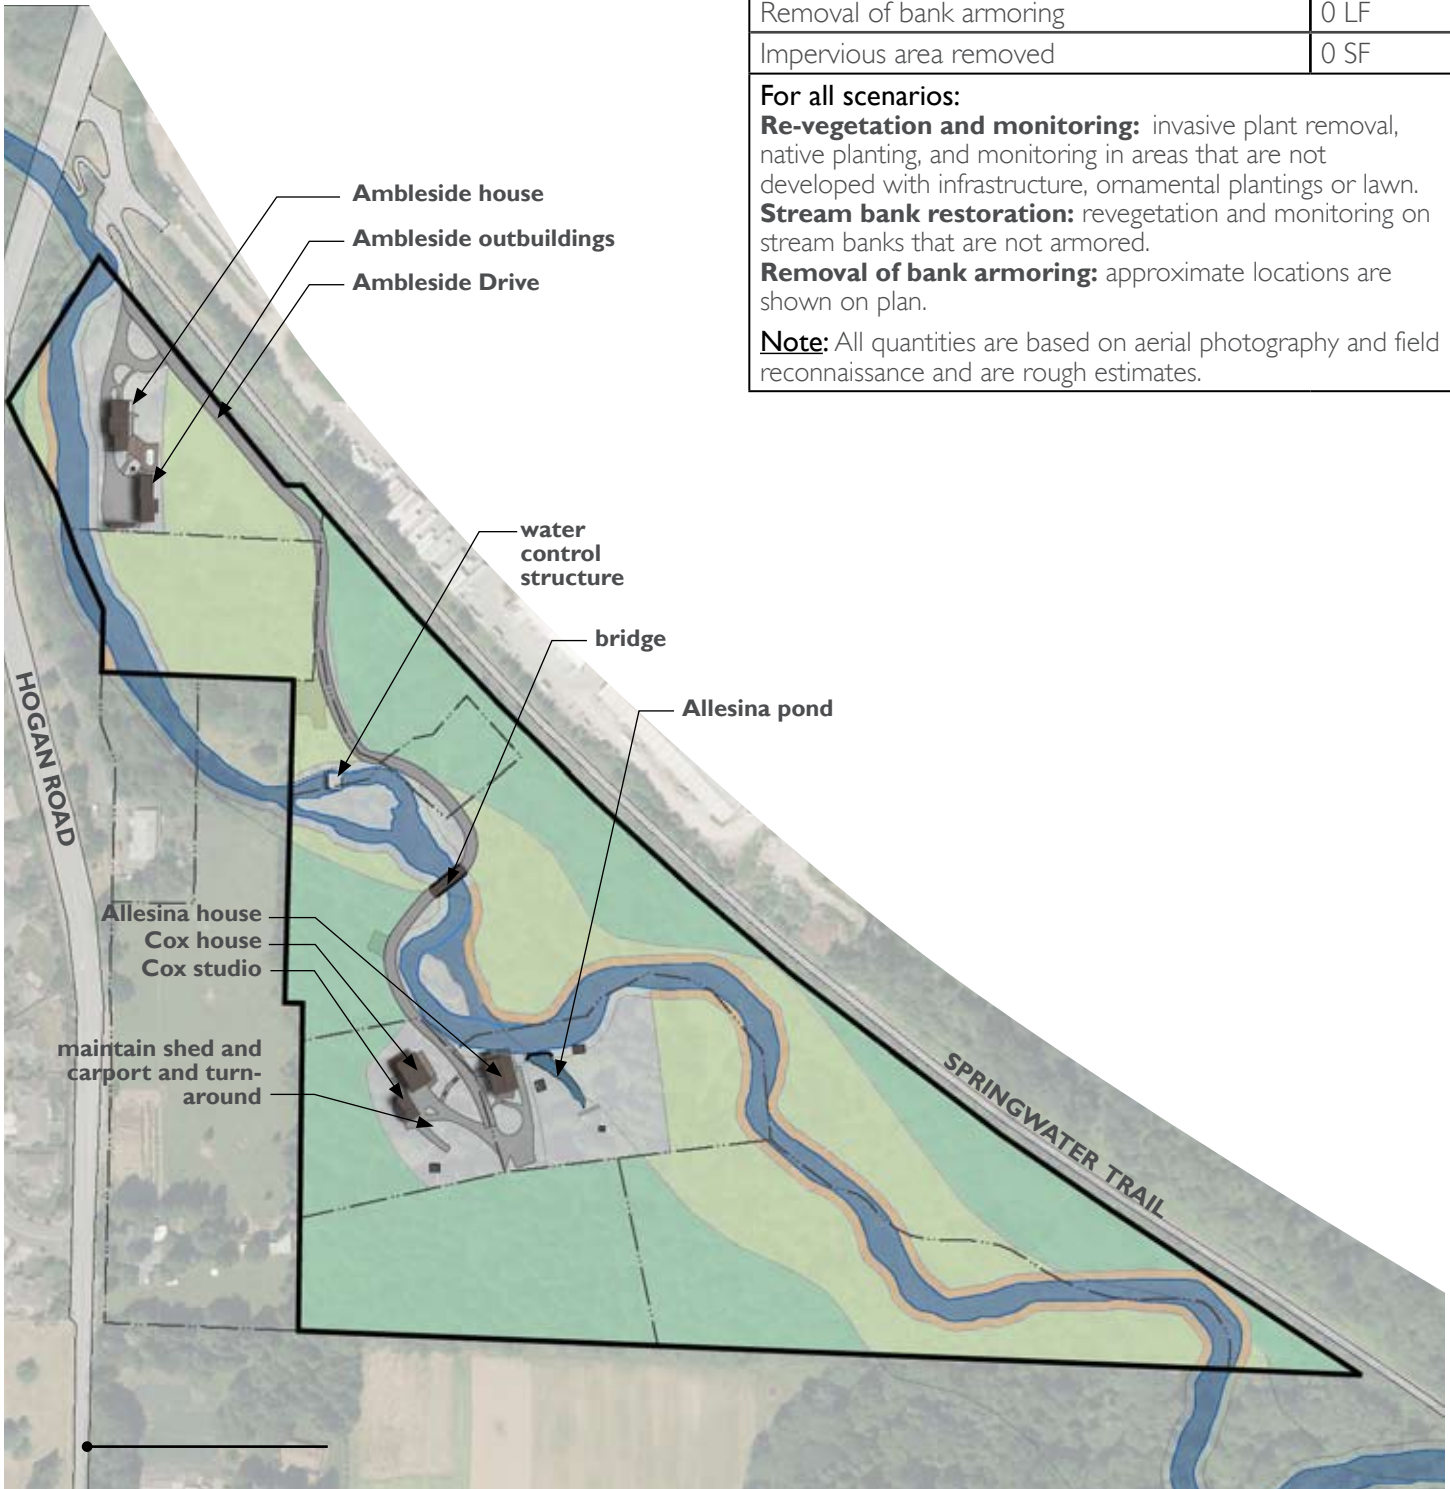 Removal of bank armoring 0 LF
Impervious area removed 0 SF
For all scenarios:
Re-vegetation and monitoring: invasive plant removal,
native planting, and monitoring in areas that are not
developed with infrastructure, ornamental plantings or lawn.
Stream bank restoration: revegetation and monitoring on
stream banks that are not armored.
Removal of bank armoring: approximate locations are
shown on plan.
Note: All quantities are based on aerial photography and field
reconnaissance and are rough estimates.
Ambleside house
Ambleside outbuildings
Ambleside Drive
water
control
structure
bridge
Allesina pond
HOGAN ROAD
Allesina house
Cox house
Cox studio
maintain shed and
carport and turn-
around
SPRINGWATER TRAIL